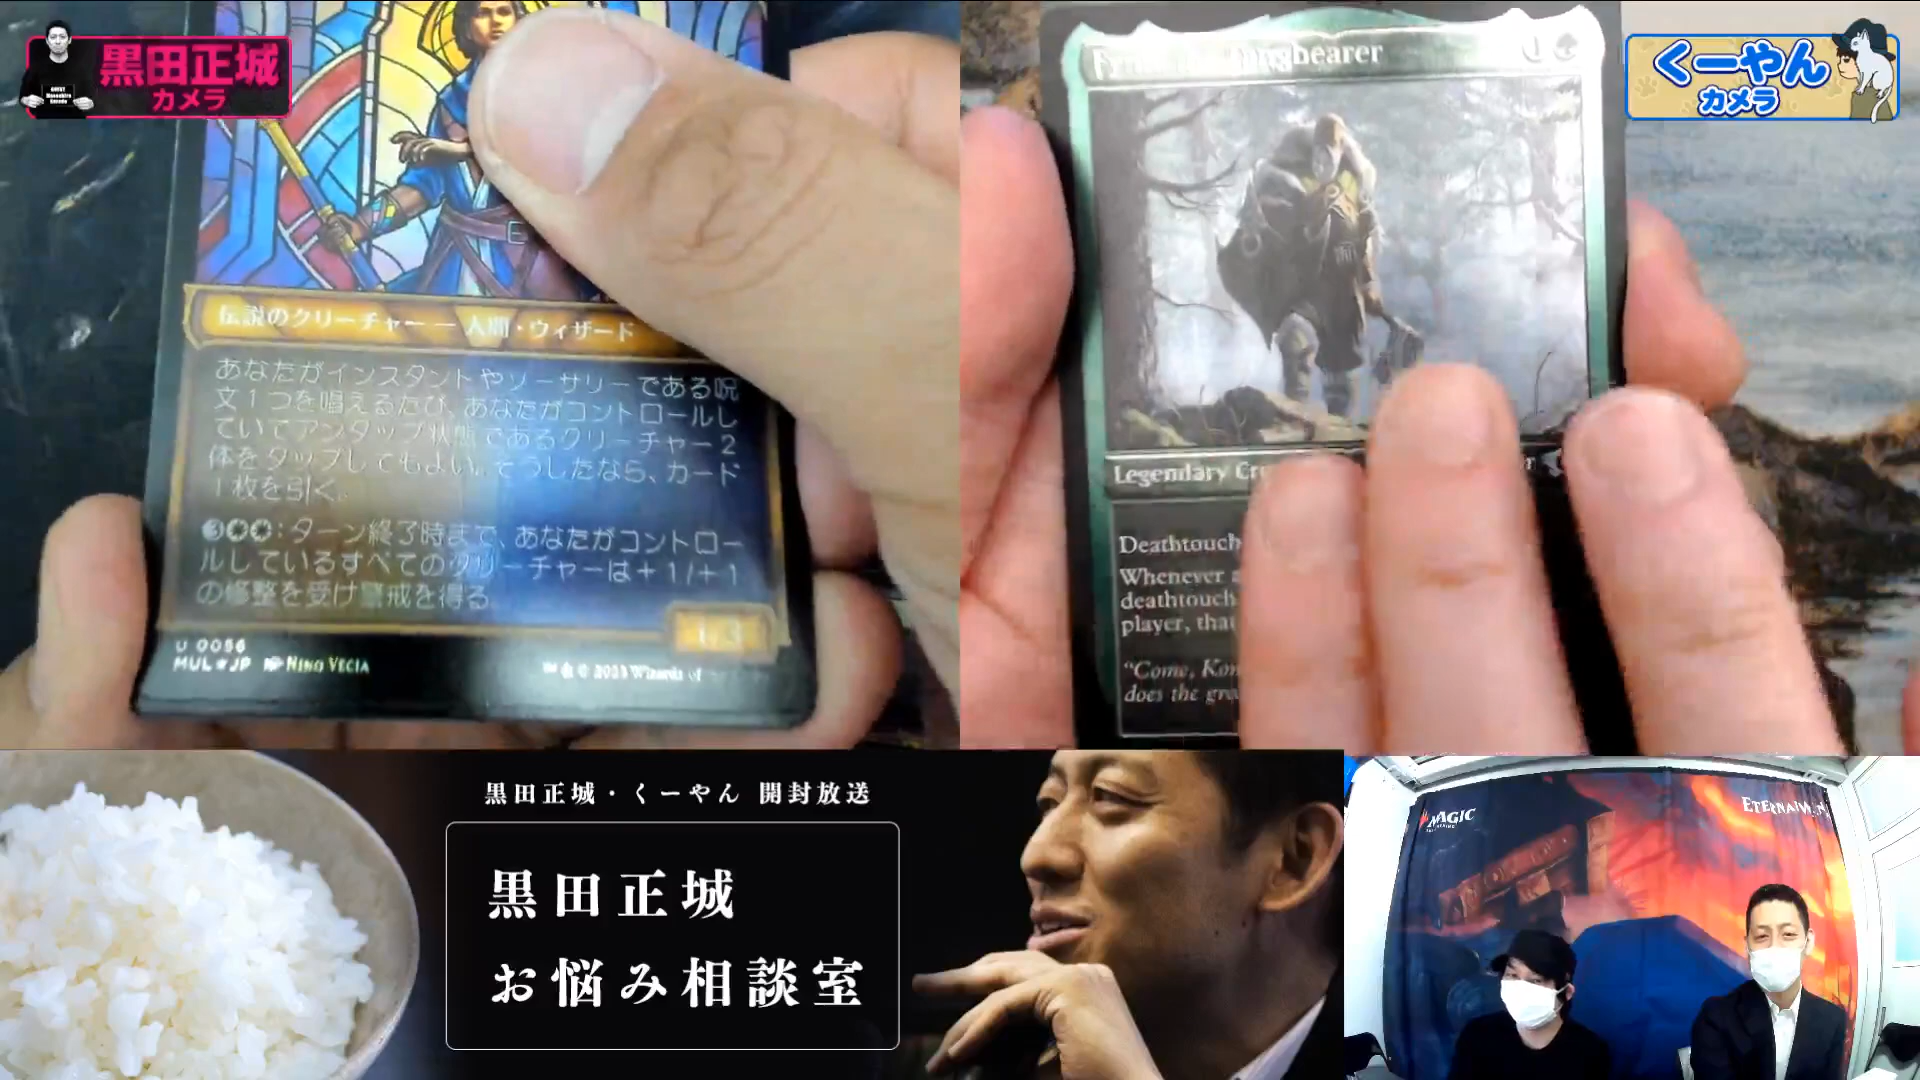 黒田正城
カメラ
伝説のクリーチャー — 人間・ウィザード
あなたがインスタントやソーサリーである呪
文1つを唱えるたび、あなたがコントロールし
ていてアンタップ状態であるクリーチャー2
体をタップしてもよい。そうしたなら、カード
1枚を引く。
3:ターン終了時まで、あなたがコントロー
ルしているすべてのクリーチャーは+1/+1
の修整を受け警戒を得る。
1/3
U 0056
MUL★JP NINO VECIA
© 2023 Wizards of
くーやん
カメラ
bearer
1
Legendary Cr
Deathtouch
Whenever
deathtouch
player, that
"Come, Kom
does the gre
黒田正城・くーやん 開封放送
黒田正城
お悩み相談室
MAGIC